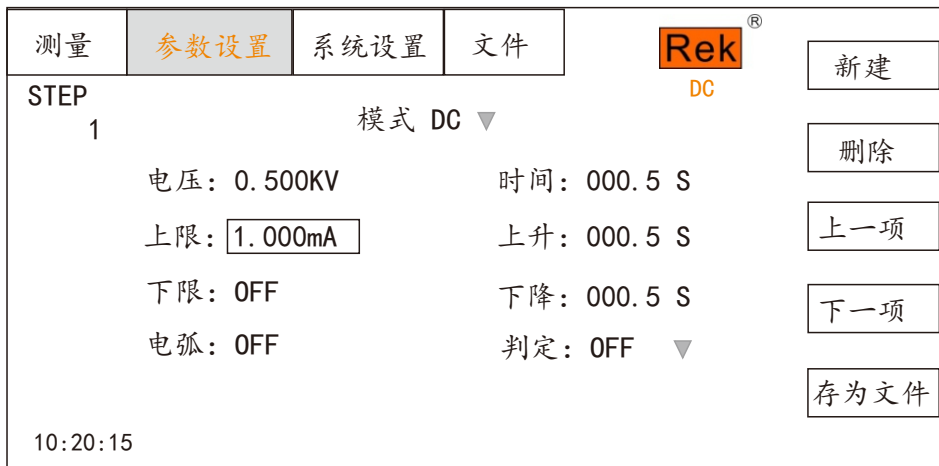 测量 参数设置 系统设置 文件 Rek ® 新建
STEP DC
1 模式 DC ▼ 删除
电压：0.500KV 时间：000.5 S
上限：1.000mA 上升：000.5 S 上一项
下限：OFF 下降：000.5 S 下一项
电弧：OFF 判定：OFF ▼
存为文件
10:20:15